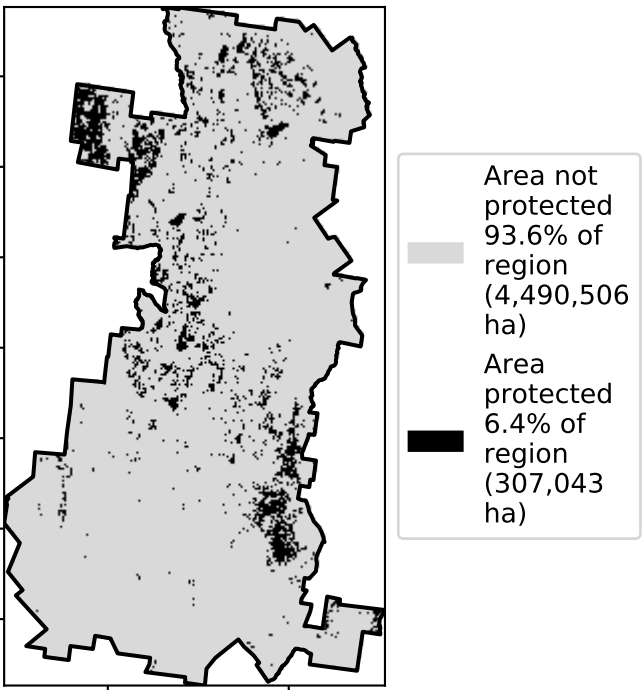 Area not
protected
93.6% of
region
(4,490,506
ha)
Area
protected
6.4% of
region
(307,043
ha)